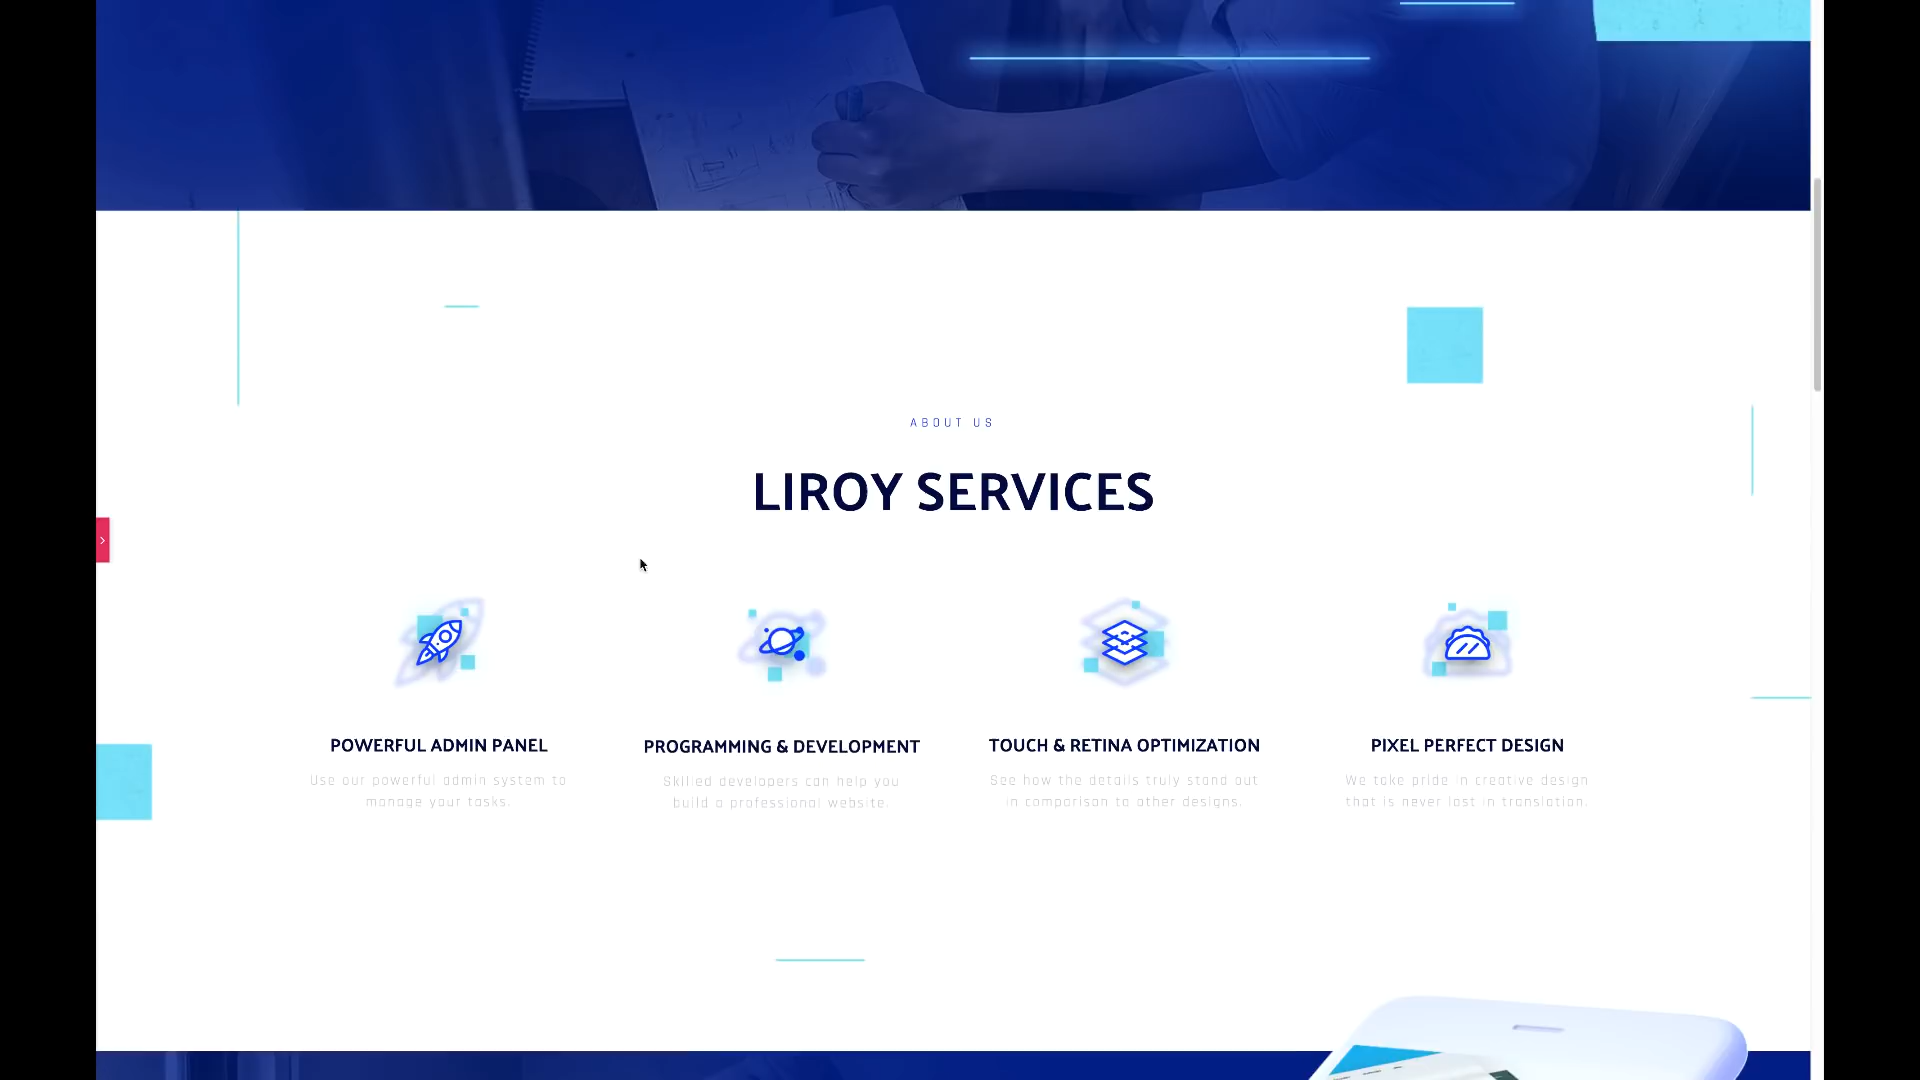 ABOUT US
LIROY SERVICES
POWERFUL ADMIN PANEL
Use our powerful admin system to
manage your tasks.
PROGRAMMING & DEVELOPMENT
Skilled developers can help you
build a professional website.
TOUCH & RETINA OPTIMIZATION
See how the details truly stand out
in comparison to other designs.
PIXEL PERFECT DESIGN
We take pride in creative design
that is never lost in translation.